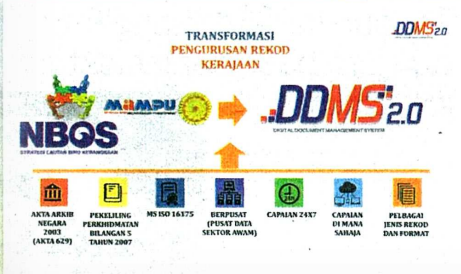 TRANSFORMASI
PENGURUSAN REKOD
KERAJAAN
DDMS 2.0
NBOS
STRATEGI LAUTAN BIRU KEBANGSAAN
MAMPU
DDMS 2.0
DIGITAL DOCUMENT MANAGEMENT SYSTEM
AKTA ARKIB
NEGARA
2003
(AKTA 629)
PEKELILING
PERKHIDMATAN
BILANGAN 5
TAHUN 2007
MS ISO 16175
BERPUSAT
(PUSAT DATA
SEKTOR AWAM)
CAPAIAN 24X7
CAPAIAN
DI MANA
SAHAJA
PELBAGAI
JENIS REKOD
DAN FORMAT